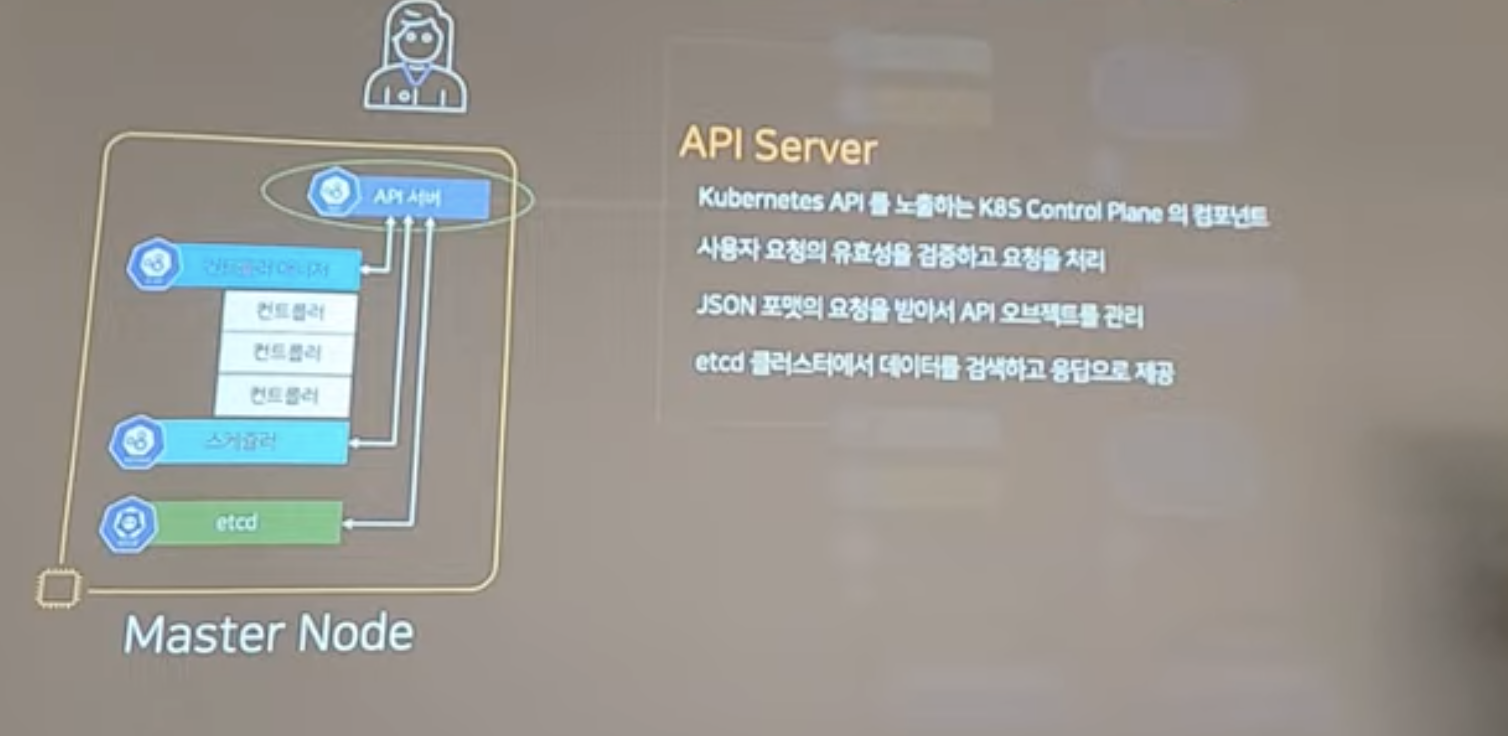 API 서버
컨트롤러 매니저
컨트롤러
컨트롤러
컨트롤러
스케쥴러
etcd
Master Node
API Server
Kubernetes API 를 노출하는 K8S Control Plane 의 컴포넌트
사용자 요청의 유효성을 검증하고 요청을 처리
JSON 포맷의 요청을 받아서 API 오브젝트를 관리
etcd 클러스터에서 데이터를 검색하고 응답으로 제공